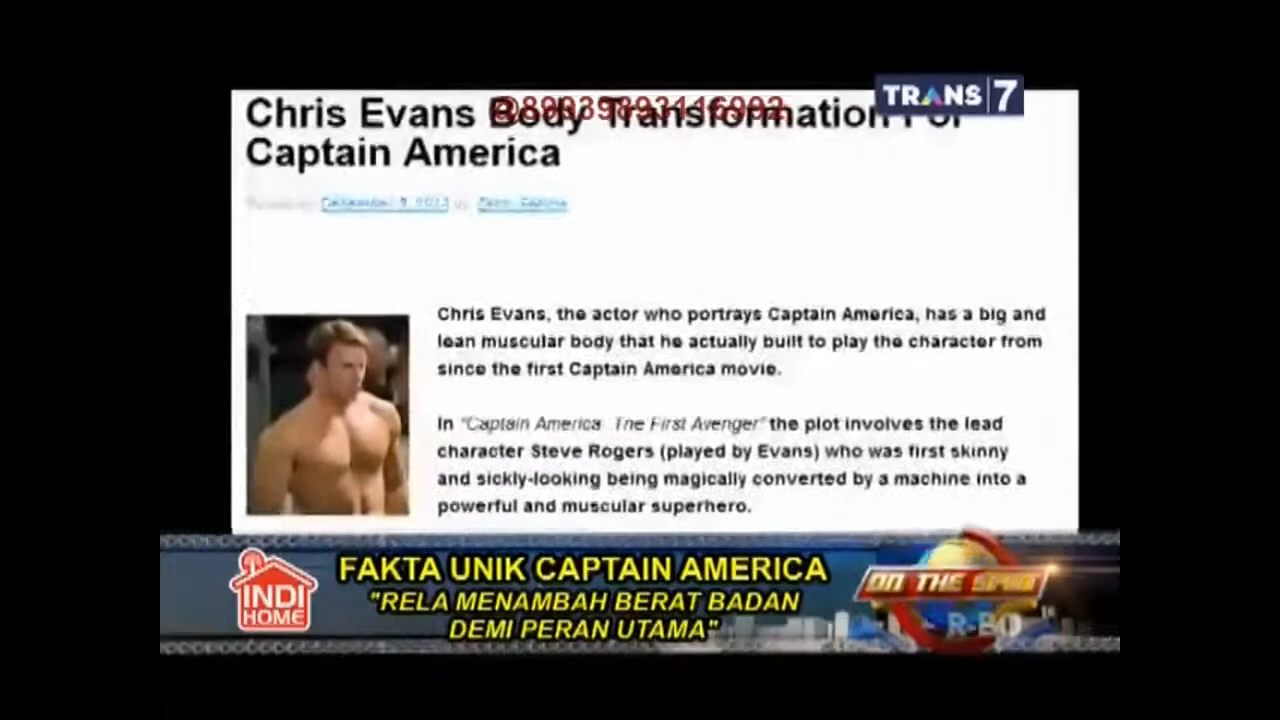 TRANS 7
@89939893116992
Chris Evans Body Transformation For
Captain America
Chris Evans, the actor who portrays Captain America, has a big and
lean muscular body that he actually built to play the character from
since the first Captain America movie.
In "Captain America: The First Avenger" the plot involves the lead
character Steve Rogers (played by Evans) who was first skinny
and sickly-looking being magically converted by a machine into a
powerful and muscular superhero.
INDI
HOME
FAKTA UNIK CAPTAIN AMERICA
"RELA MENAMBAH BERAT BADAN
DEMI PERAN UTAMA"
ON THE SPOT
R-BO